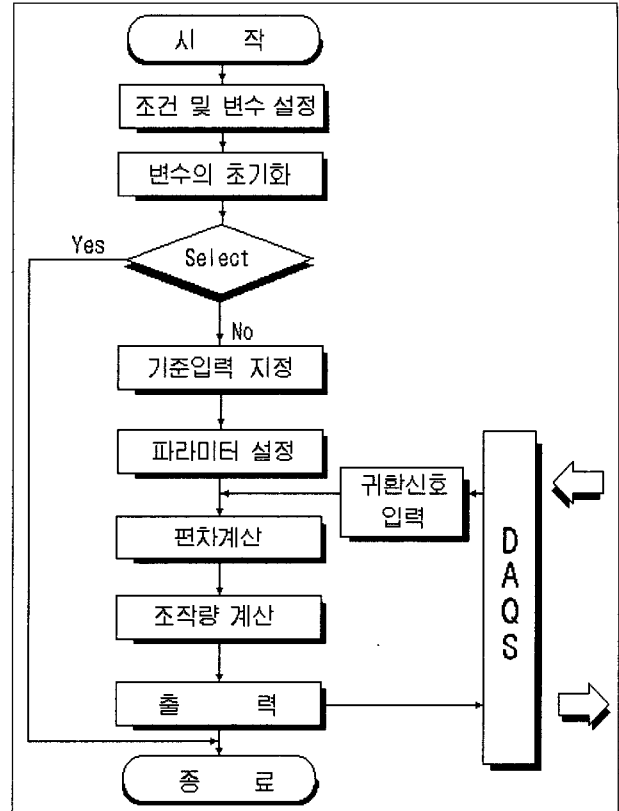 시 작
조건 및 변수 설정
변수의 초기화
Yes
Select
No
기준입력 지정
파라미터 설정
귀환신호
입력
편차계산
조작량 계산
출 력
종 료
DAQS